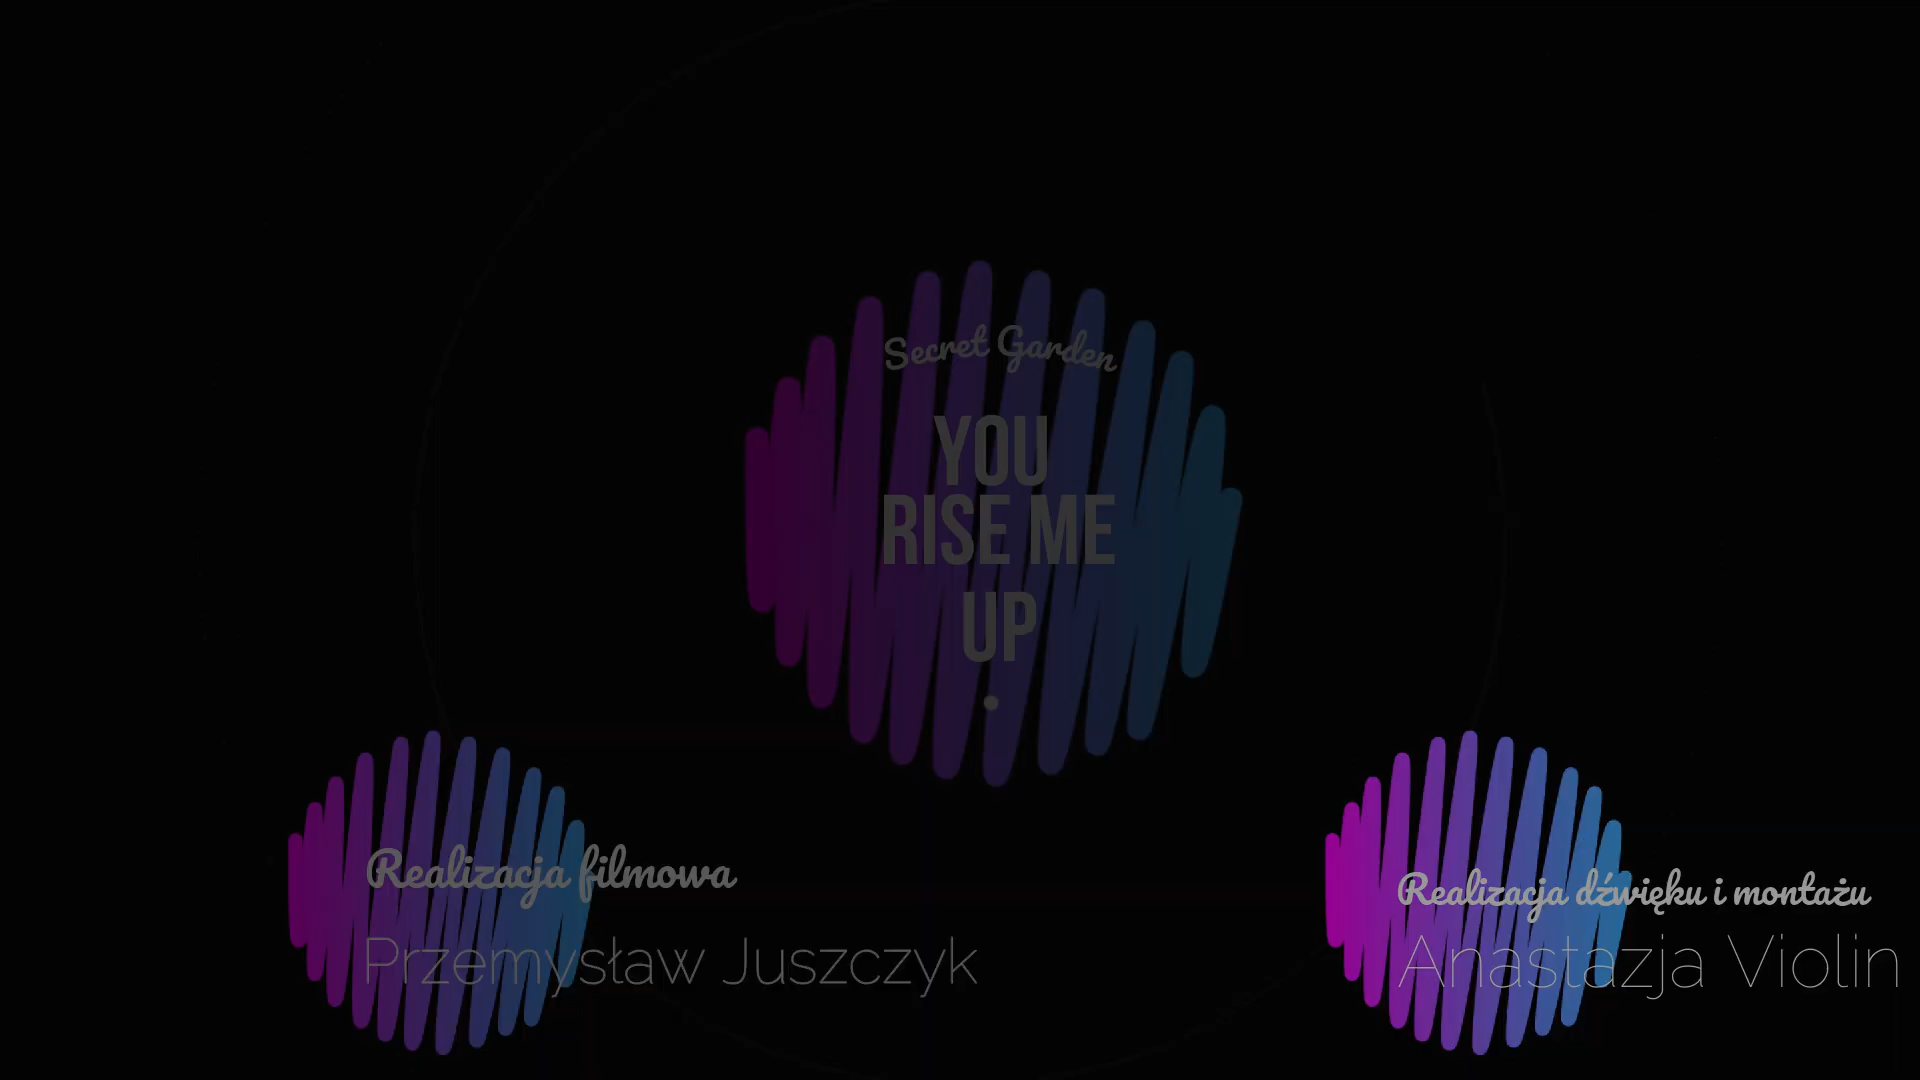 Secret Garden
YOU
RISE ME
UP
Realizacja filmowa
Przemysław Juszczyk
Realizacja dźwięku i montażu
Anastazja Violin